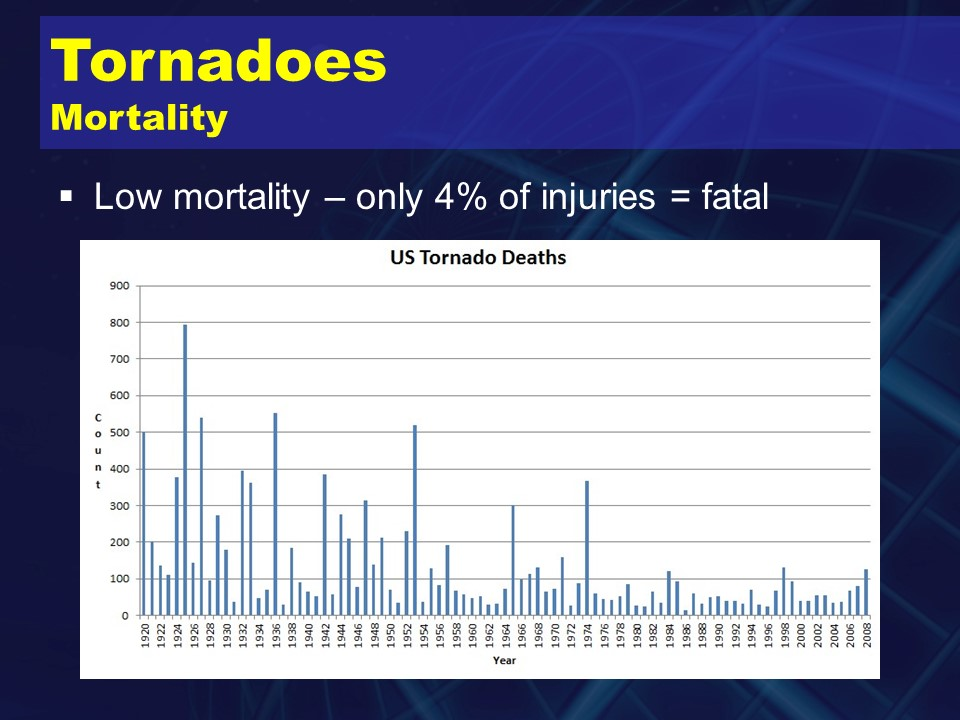 Tornadoes
Mortality
▪ Low mortality – only 4% of injuries = fatal
US Tornado Deaths
900
800
700
600
500
400
300
200
100
0
Count
1920 1922 1924 1926 1928 1930 1932 1934 1936 1938 1940 1942 1944 1946 1948 1950 1952 1954 1956 1958 1960 1962 1964 1966 1968 1970 1972 1974 1976 1978 1980 1982 1984 1986 1988 1990 1992 1994 1996 1998 2000 2002 2004 2006 2008
Year